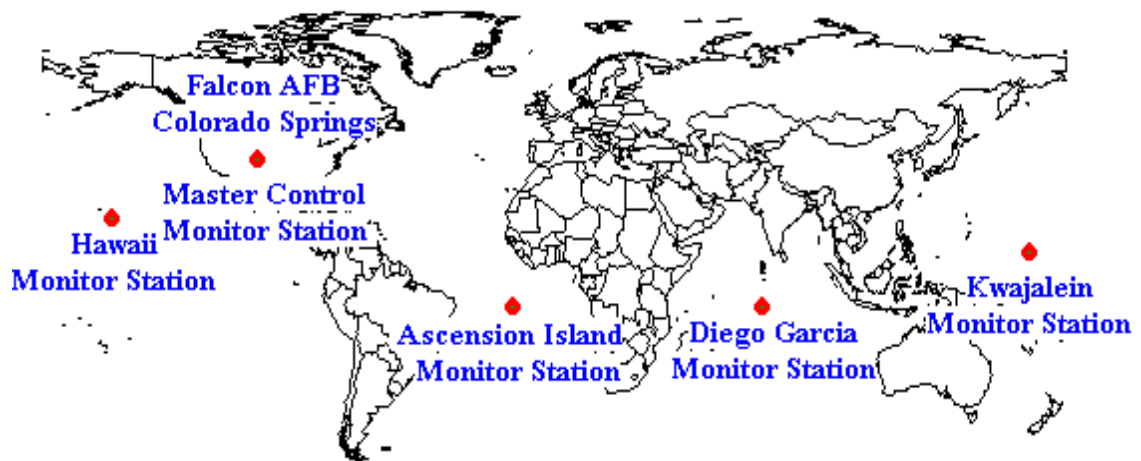 Falcon AFB
Colorado Springs
Master Control
Monitor Station
Hawaii
Monitor Station
Ascension Island
Monitor Station
Diego Garcia
Monitor Station
Kwajalein
Monitor Station